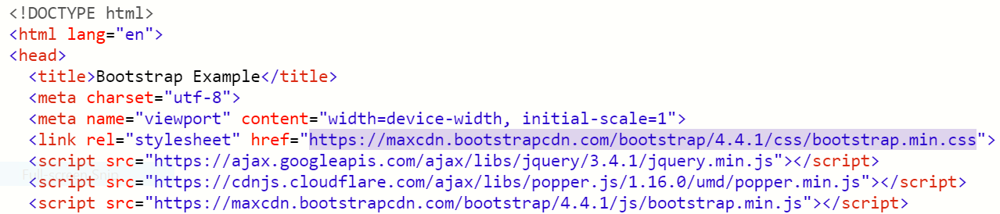 <!DOCTYPE html>
<html lang="en">
<head>
  <title>Bootstrap Example</title>
  <meta charset="utf-8">
  <meta name="viewport" content="width=device-width, initial-scale=1">
  <link rel="stylesheet" href="https://maxcdn.bootstrapcdn.com/bootstrap/4.4.1/css/bootstrap.min.css">
  <script src="https://ajax.googleapis.com/ajax/libs/jquery/3.4.1/jquery.min.js"></script>
  <script src="https://cdnjs.cloudflare.com/ajax/libs/popper.js/1.16.0/umd/popper.min.js"></script>
  <script src="https://maxcdn.bootstrapcdn.com/bootstrap/4.4.1/js/bootstrap.min.js"></script>